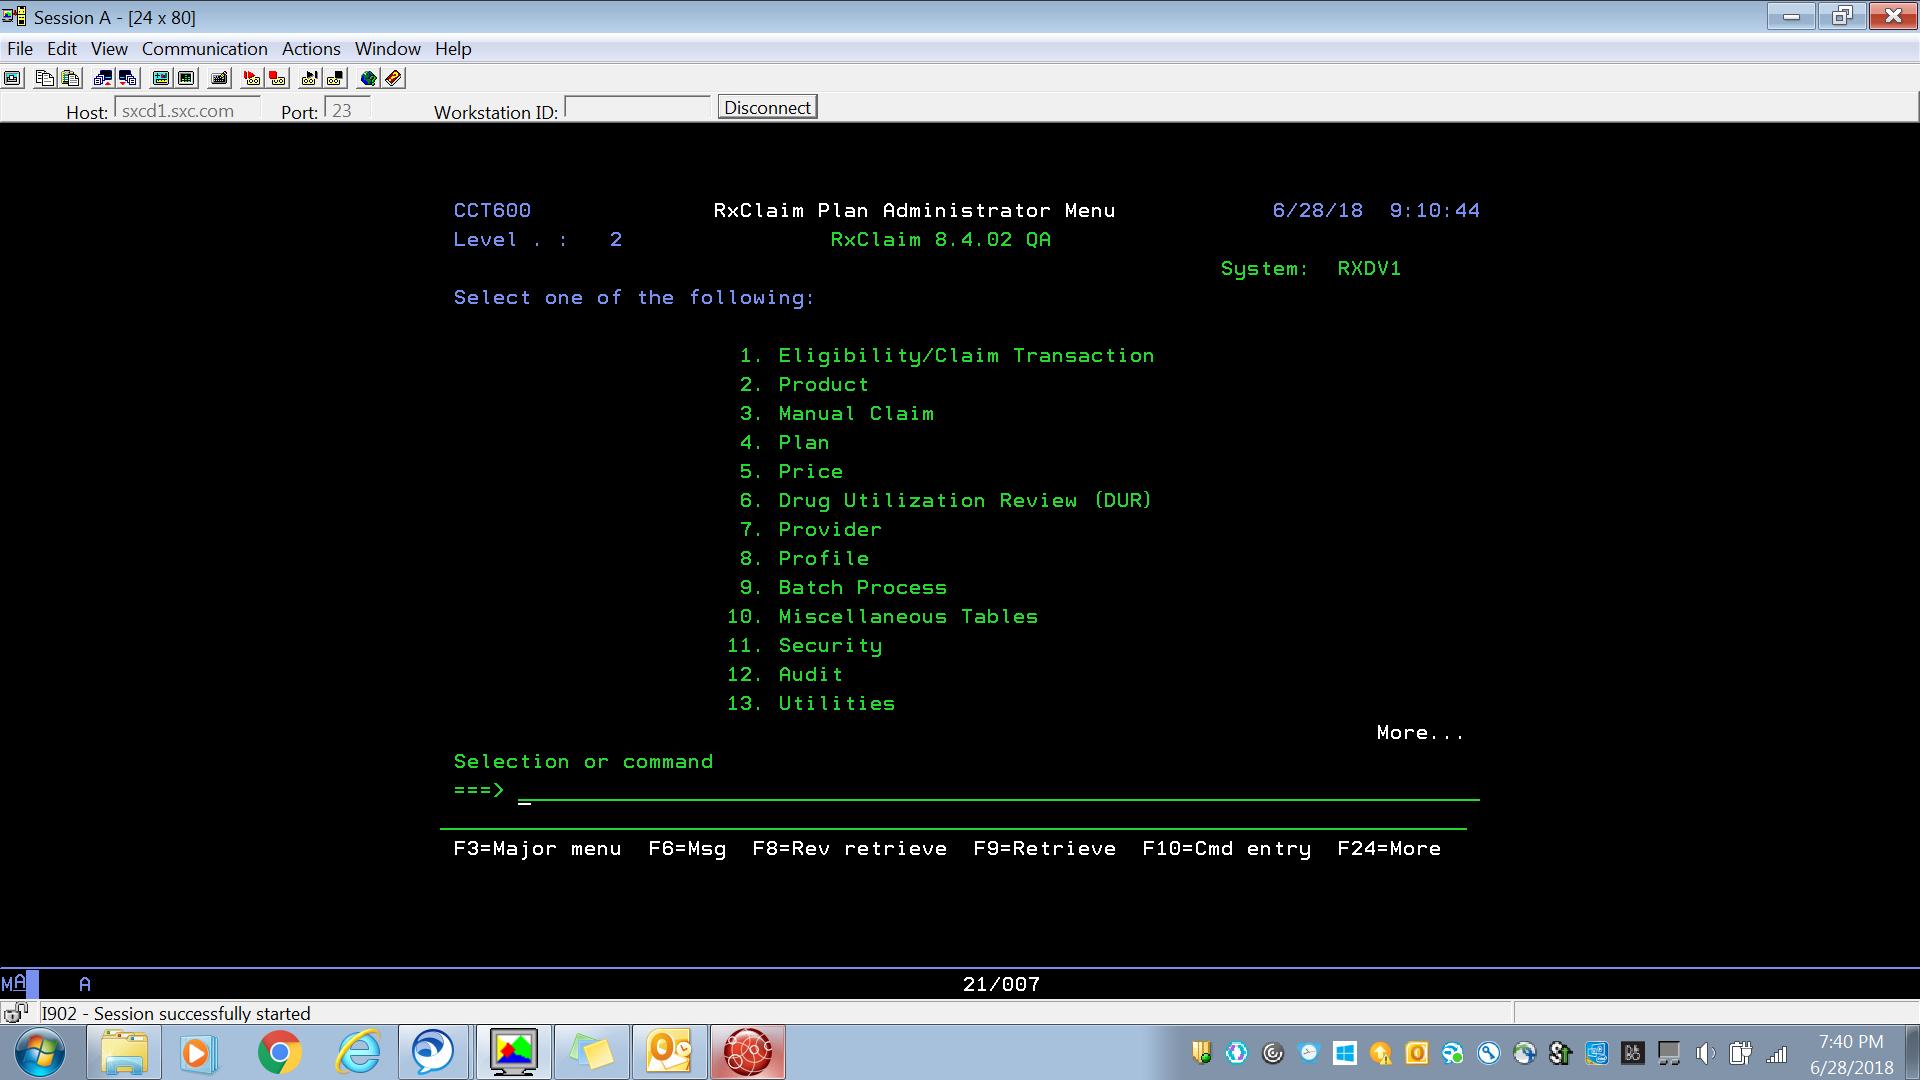 Session A - [24 x 80]
File Edit View Communication Actions Window Help
Host: sxcd1.sxc.com Port: 23 Workstation ID: Disconnect
CCT600 RxClaim Plan Administrator Menu 6/28/18 9:10:44
Level . : 2 RxClaim 8.4.02 QA
System: RXDV1
Select one of the following:
1. Eligibility/Claim Transaction
2. Product
3. Manual Claim
4. Plan
5. Price
6. Drug Utilization Review (DUR)
7. Provider
8. Profile
9. Batch Process
10. Miscellaneous Tables
11. Security
12. Audit
13. Utilities
More...
Selection or command
===>
F3=Major menu F6=Msg F8=Rev retrieve F9=Retrieve F10=Cmd entry F24=More
MA A 21/007
I902 - Session successfully started
7:40 PM
6/28/2018